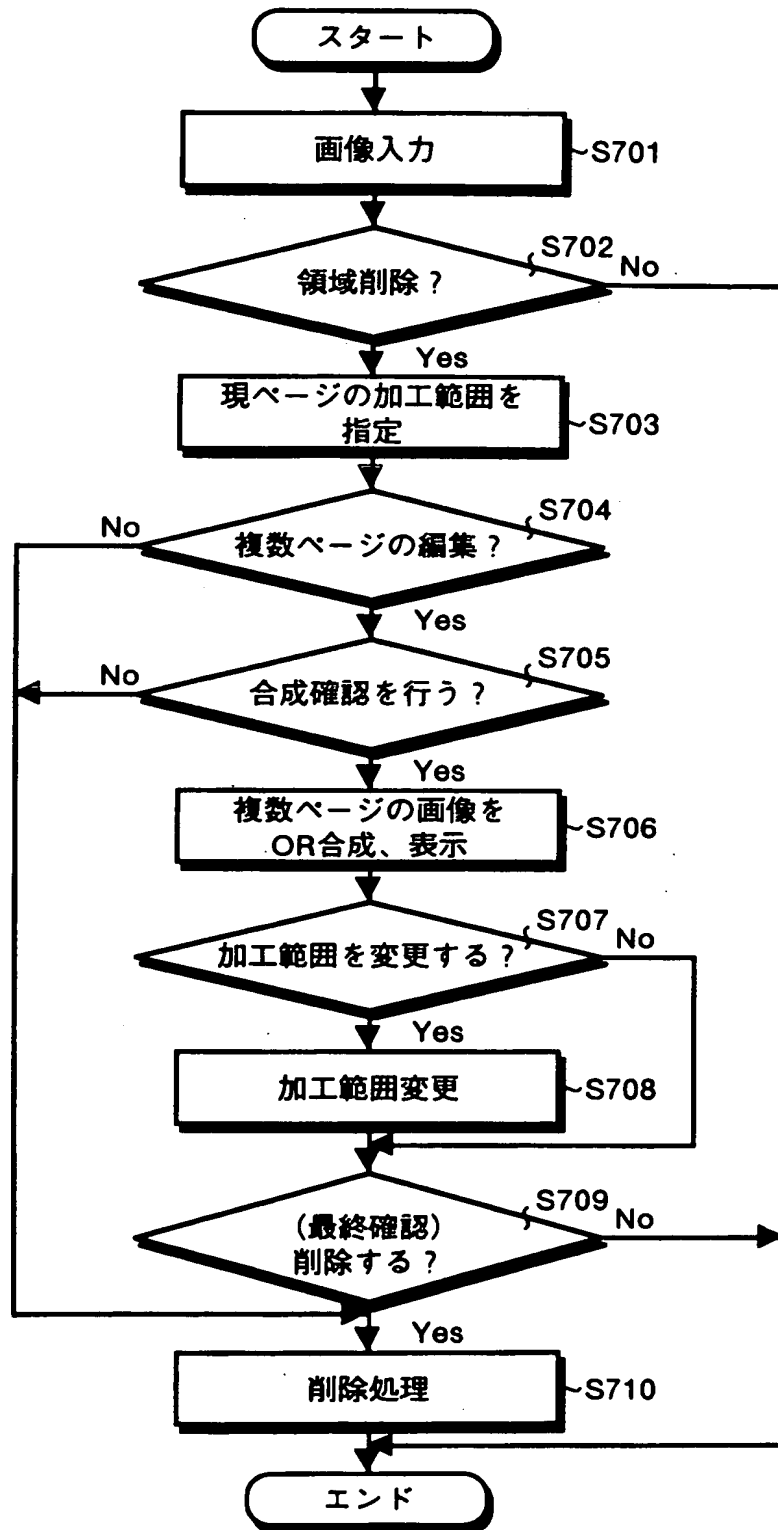 スタート
画像入力
~S701
S702
領域削除?
No
Yes
現ページの加工範囲を
指定
~S703
S704
No
複数ページの編集?
Yes
S705
No
合成確認を行う?
Yes
複数ページの画像を
OR合成、表示
~S706
S707
No
加工範囲を変更する?
Yes
加工範囲変更
~S708
S709
No
(最終確認)
削除する?
Yes
削除処理
~S710
エンド